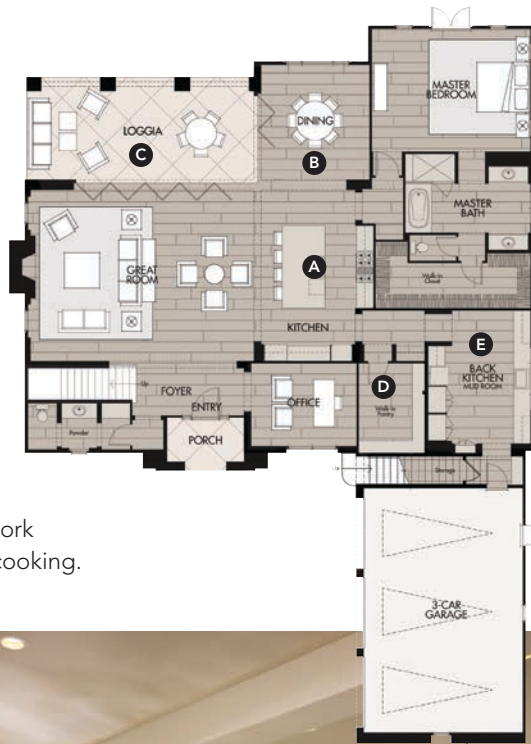 MASTER
BEDROOM
LOGGIA
C
DINING
B
MASTER
BATH
GREAT
ROOM
A
Walk-in
Closet
KITCHEN
E
BACK
KITCHEN
MUD ROOM
FOYER
Up
ENTRY
OFFICE
D
Walk-in
Pantry
Powder
PORCH
Up
Storage
ork
cooking.
3-CAR
GARAGE